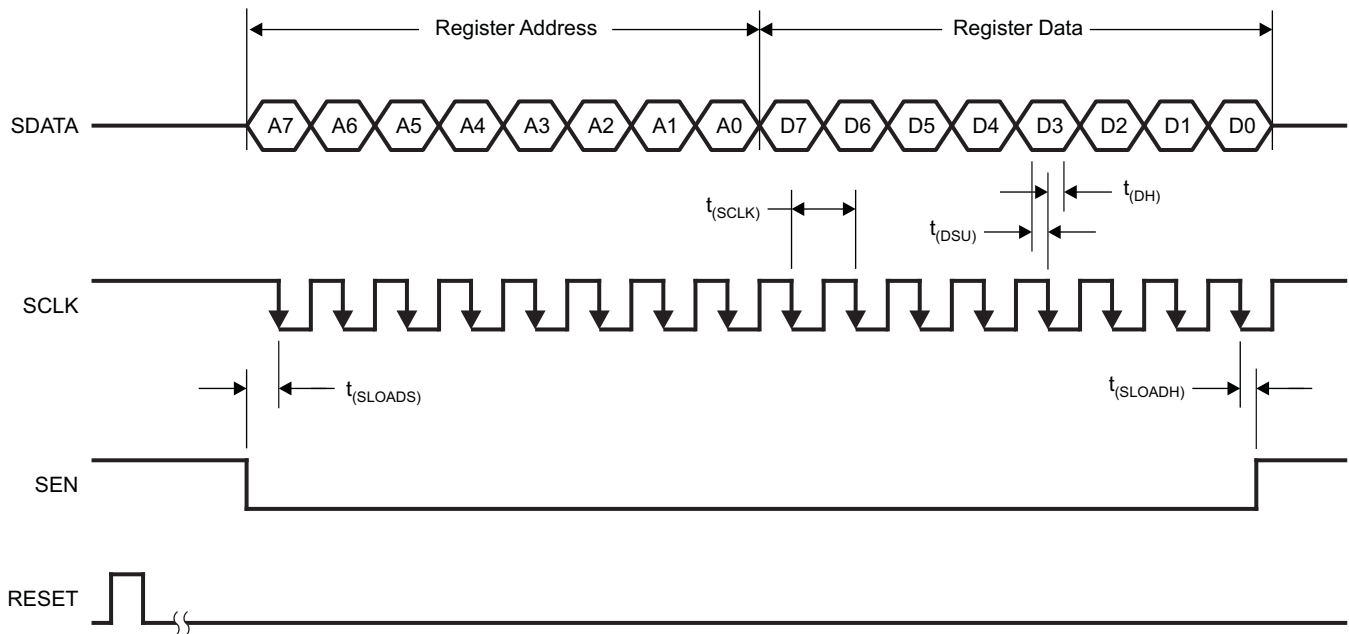 Register Address Register Data
SDATA A7 A6 A5 A4 A3 A2 A1 A0 D7 D6 D5 D4 D3 D2 D1 D0
t(DH)
t(SCLK)
t(DSU)
SCLK
t(SLOADS) t(SLOADH)
SEN
RESET